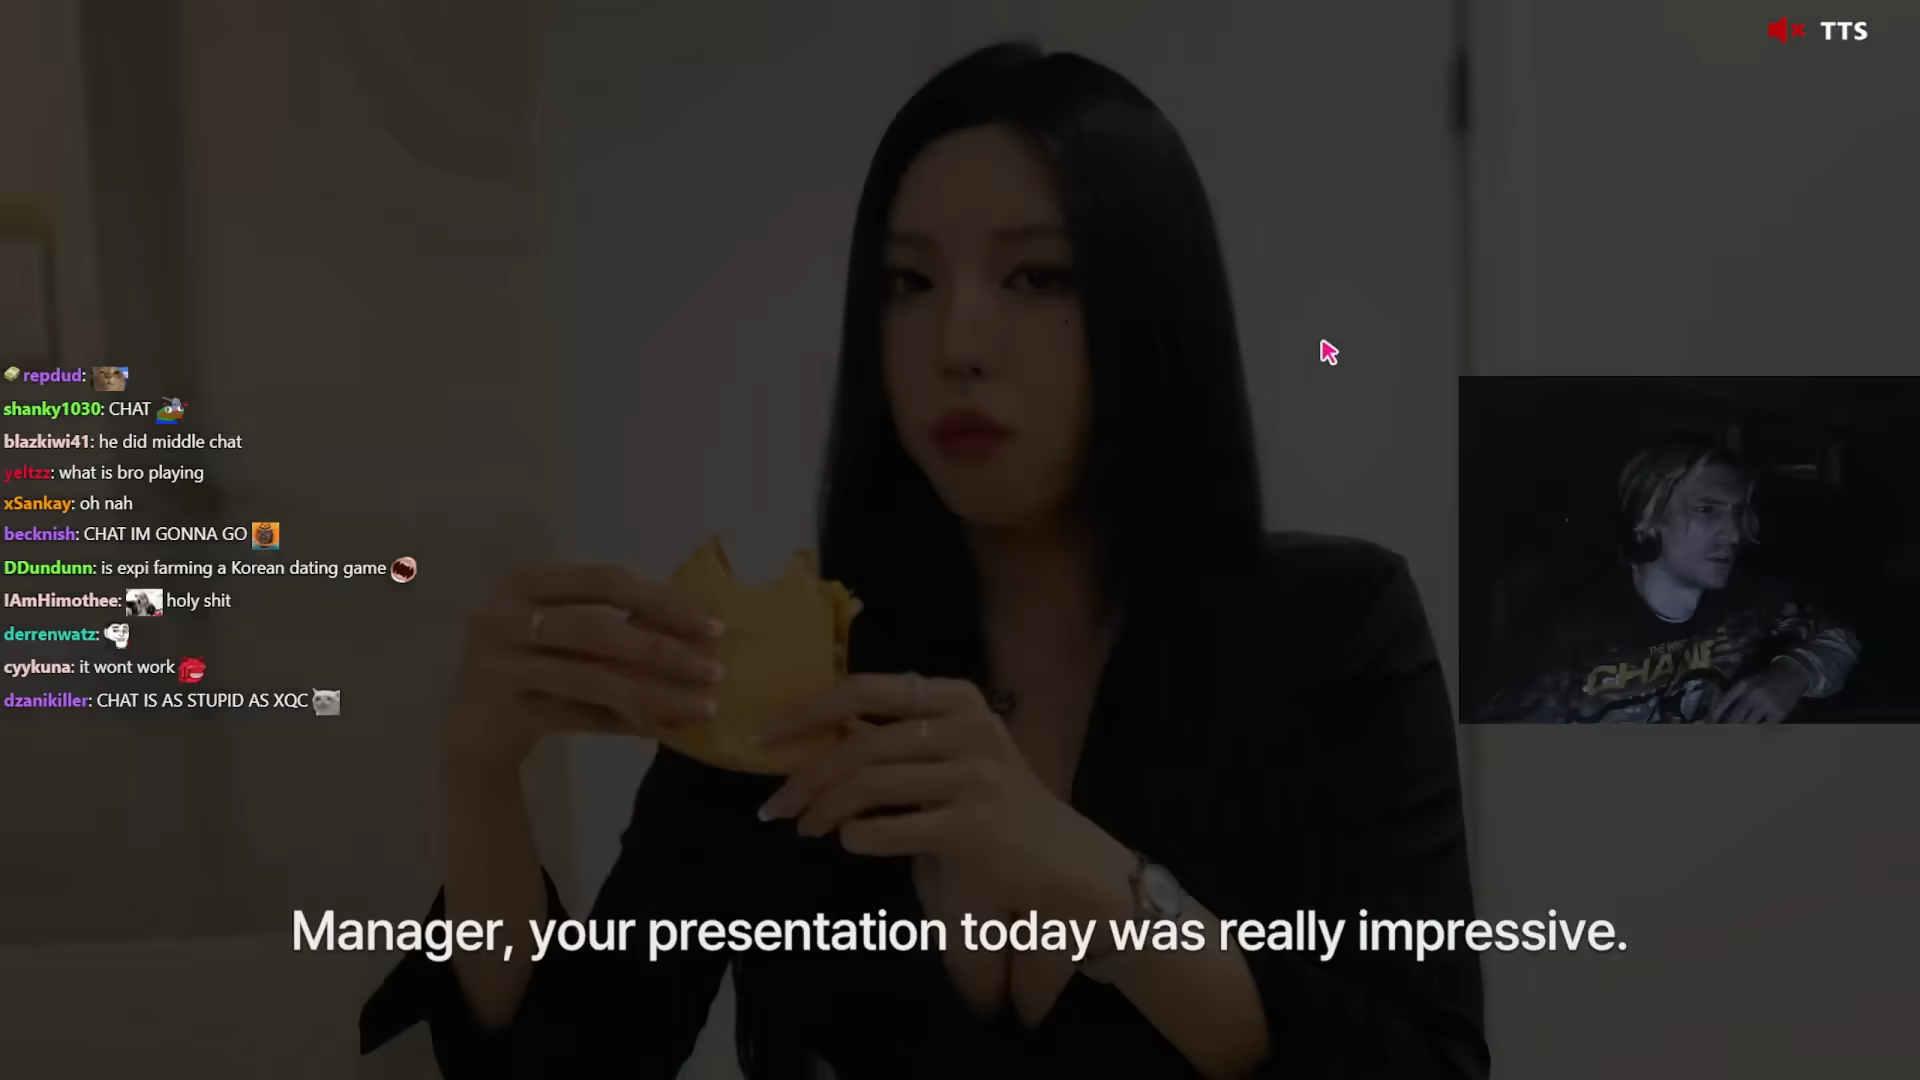 TTS
repdud:
shanky1030: CHAT
blazkiwi41: he did middle chat
yeltzz: what is bro playing
xSankay: oh nah
becknish: CHAT IM GONNA GO
DDundunn: is expi farming a Korean dating game
IAmHimothee: holy shit
derrenwatz:
cyykuna: it wont work
dzanikiller: CHAT IS AS STUPID AS XQC
THE
Manager, your presentation today was really impressive.